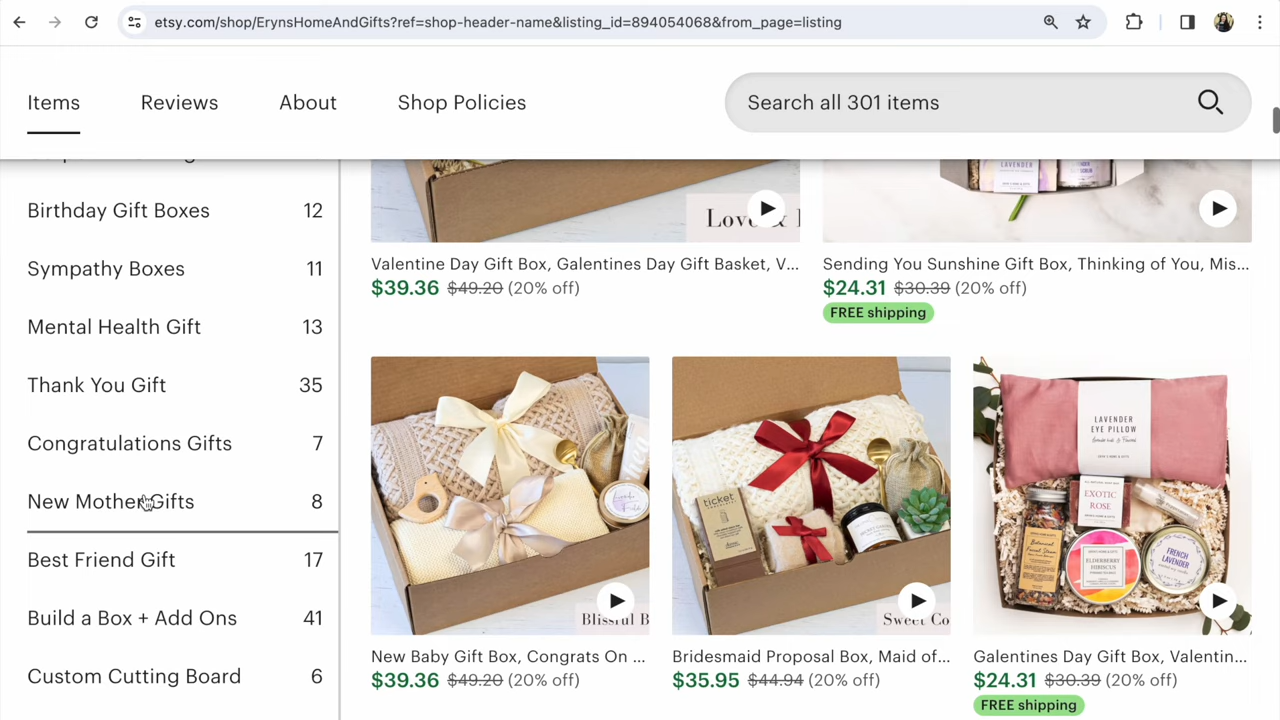 etsy.com/shop/ErynsHomeAndGifts?ref=shop-header-name&listing_id=894054068&from_page=listing
Items Reviews About Shop Policies
Search all 301 items
Birthday Gift Boxes 12
Sympathy Boxes 11
Mental Health Gift 13
Thank You Gift 35
Congratulations Gifts 7
New Mother Gifts 8
Best Friend Gift 17
Build a Box + Add Ons 41
Custom Cutting Board 6
LAVENDER
Valentine Day Gift Box, Galentines Day Gift Basket, V...
$39.36 $49.20 (20% off)
Sending You Sunshine Gift Box, Thinking of You, Mis...
$24.31 $30.39 (20% off)
FREE shipping
Blissful B
New Baby Gift Box, Congrats On ...
$39.36 $49.20 (20% off)
ticket
Sweet Co
Bridesmaid Proposal Box, Maid of...
$35.95 $44.94 (20% off)
LAVENDER
EYE PILLOW
EXOTIC
ROSE
ELDERBERRY
HIBISCUS
FRENCH
LAVENDER
Galentines Day Gift Box, Valentin...
$24.31 $30.39 (20% off)
FREE shipping